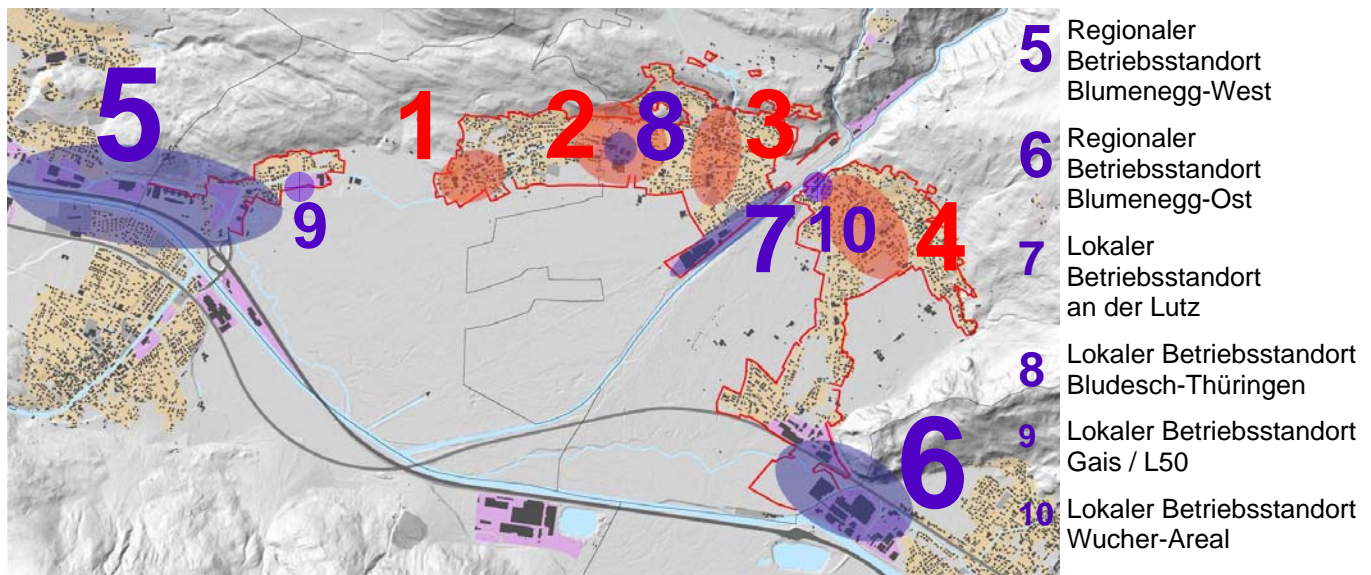 5
1
2
8
3
9
7
10
4
6
5 Regionaler
Betriebsstandort
Blumenegg-West
6 Regionaler
Betriebsstandort
Blumenegg-Ost
7 Lokaler
Betriebsstandort
an der Lutz
8 Lokaler Betriebsstandort
Bludesch-Thüringen
9 Lokaler Betriebsstandort
Gais / L50
10 Lokaler Betriebsstandort
Wucher-Areal